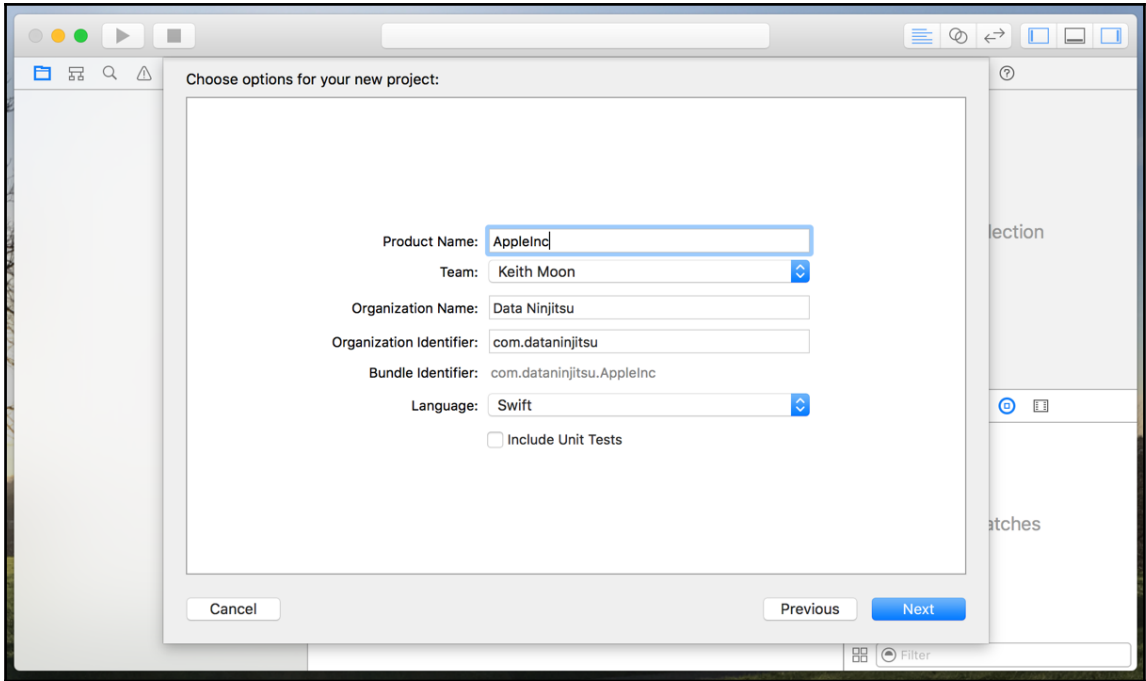 Choose options for your new project:
lection
Product Name: AppleInc
Team: Keith Moon
Organization Name: Data Ninjitsu
Organization Identifier: com.dataninjitsu
Bundle Identifier: com.dataninjitsu.AppleInc
Language: Swift
Include Unit Tests
atches
Cancel
Previous
Next
Filter